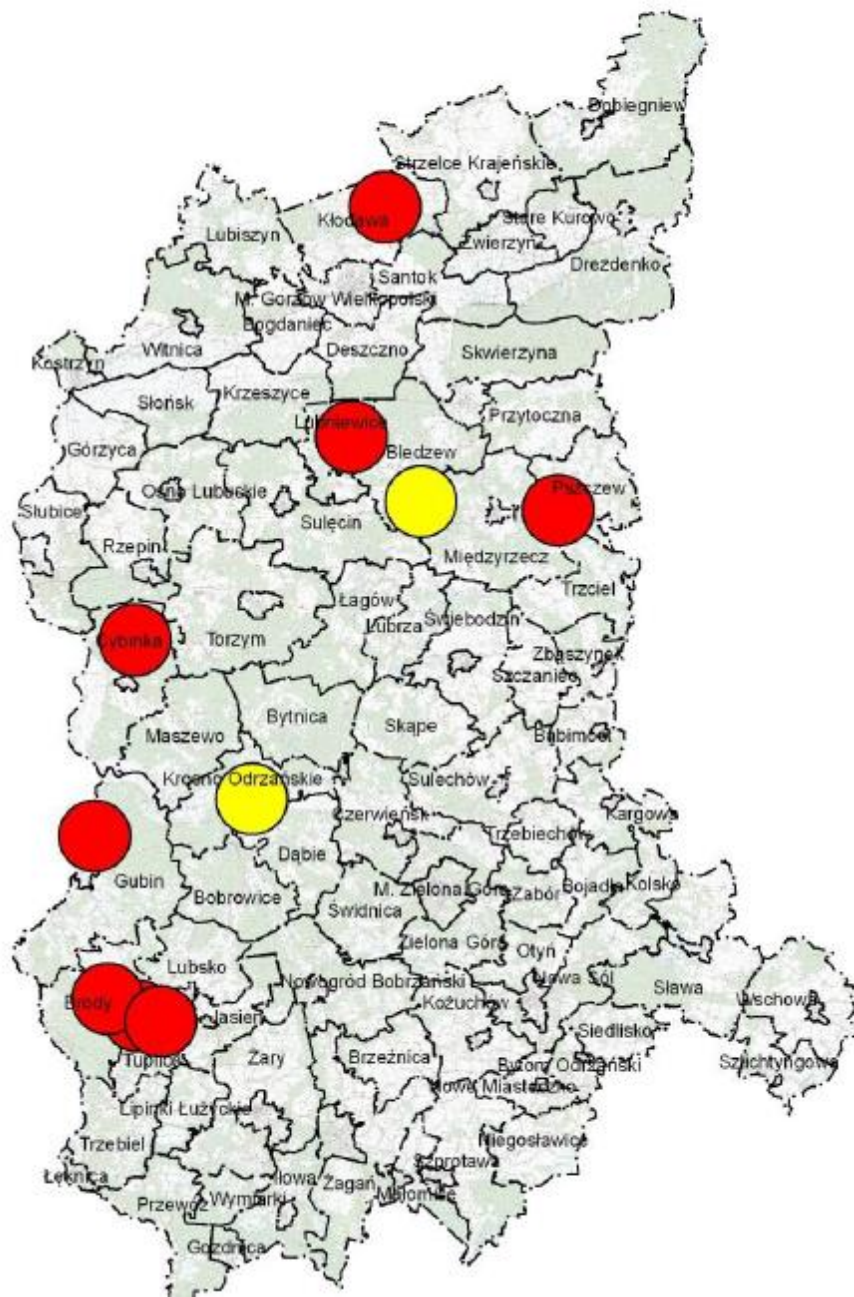 Dobiegniew
Strzelce Krajeńskie
Stare Kurowo
Kłodawa
Lubiszyn
Zwierzyn
Drezdenko
Santok
M. Gorzów Wielkopolski
Bogdaniec
Witnica
Deszczno
Skwierzyna
Kostrzyn
Krzeszyce
Słońsk
Przytoczna
Lubniewice
Górzyca
Bledzew
Ośno Lubuskie
Pszczew
Słubice
Sulęcin
Rzepin
Międzyrzecz
Trzciel
Łagów
Świebodzin
Cybinka
Torzym
Lubrza
Zbąszynek
Szczaniec
Bytnica
Skape
Maszewo
Babimost
Krosno Odrzańskie
Sulechów
Czerwieńsk
Kargowa
Trzebiechów
Dąbie
Gubin
Bobrowice
M. Zielona Góra
Zabór
Bojadła
Kolsko
Świdnica
Zielona Góra
Otyń
Lubsko
Nowogród Bobrzański
Nowa Sól
Sława
Brody
Kożuchów
Wschowa
Jasień
Siedlisko
Tuplice
Żary
Brzeźnica
Bytom Odrzański
Szlichtyngowa
Nowe Miasteczko
Lipinki Łużyckie
Trzebiel
Niegosławice
Szprotawa
Łęknica
Iłowa
Żagań
Małomice
Przewóz
Wymiarki
Gozdnica